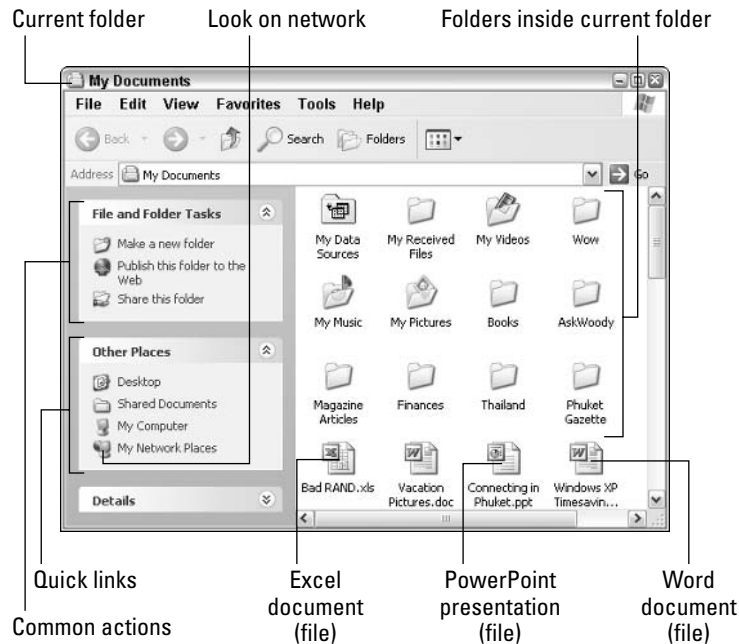 Current folder
Look on network
Folders inside current folder
My Documents
File Edit View Favorites Tools Help
Back Search Folders
Address My Documents Go
File and Folder Tasks
Make a new folder
Publish this folder to the
Web
Share this folder
Other Places
Desktop
Shared Documents
My Computer
My Network Places
Details
My Data
Sources
My Received
Files
My Videos
Wow
My Music
My Pictures
Books
AskWoody
Magazine
Articles
Finances
Thailand
Phuket
Gazette
Bad RAND.xls
Vacation
Pictures.doc
Connecting in
Phuket.ppt
Windows XP
Timesavin...
Quick links
Common actions
Excel
document
(file)
PowerPoint
presentation
(file)
Word
document
(file)